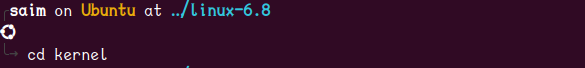 saim on Ubuntu at ../linux-6.8
cd kernel